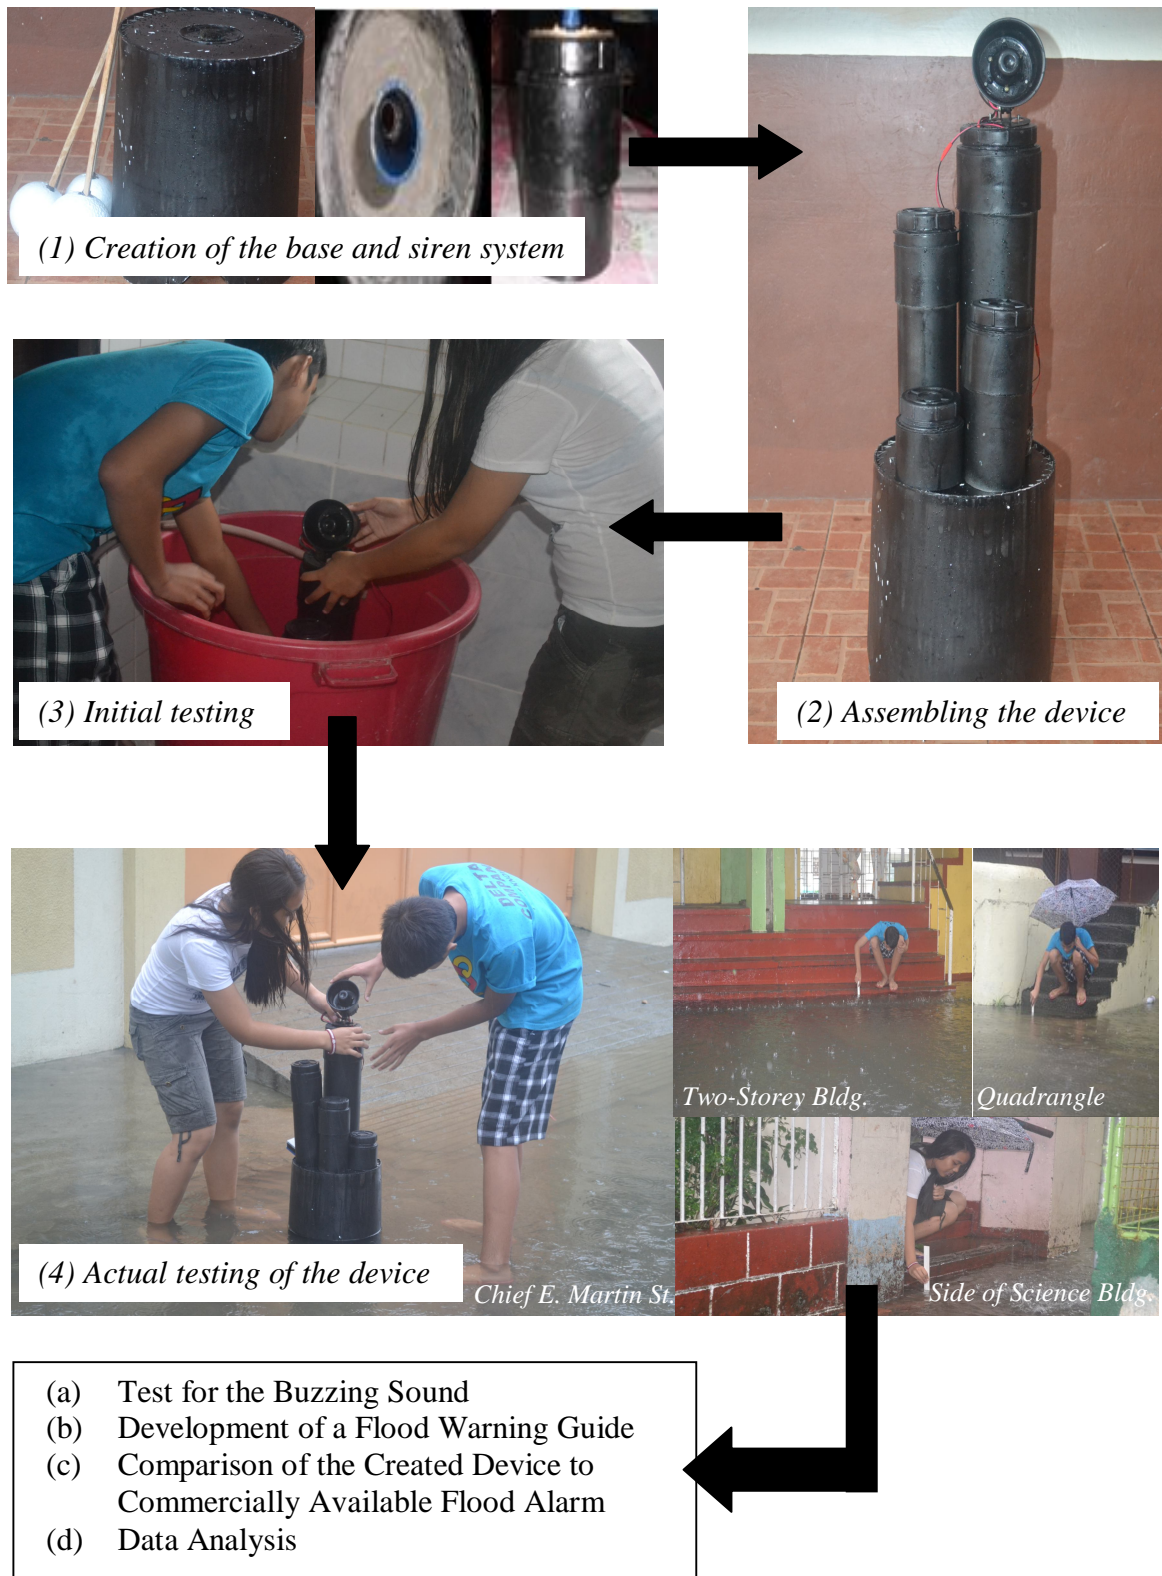 (1) Creation of the base and siren system
(2) Assembling the device
(3) Initial testing
DELTA
COMPANY
(4) Actual testing of the device
Chief E. Martin St.
Two-Storey Bldg.
Quadrangle
Side of Science Bldg.
(a) Test for the Buzzing Sound
(b) Development of a Flood Warning Guide
(c) Comparison of the Created Device to
Commercially Available Flood Alarm
(d) Data Analysis